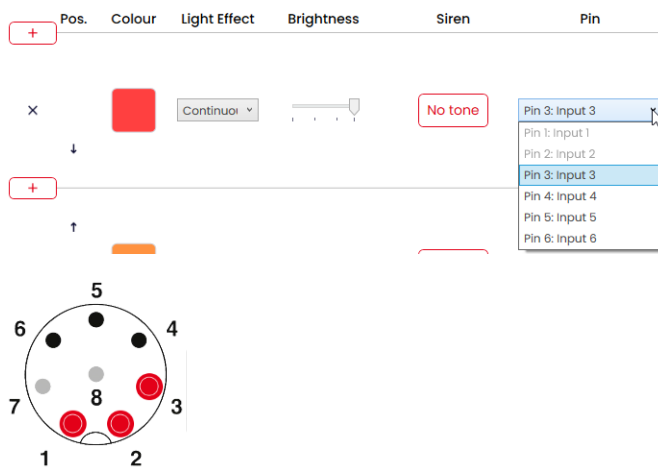 Pos. Colour Light Effect Brightness Siren Pin
+
× Continuou No tone Pin 3: Input 3
Pin 1: Input 1
Pin 2: Input 2
↓
Pin 3: Input 3
+
Pin 4: Input 4
Pin 5: Input 5
↑
Pin 6: Input 6
5
6 4
7 8 3
1 2